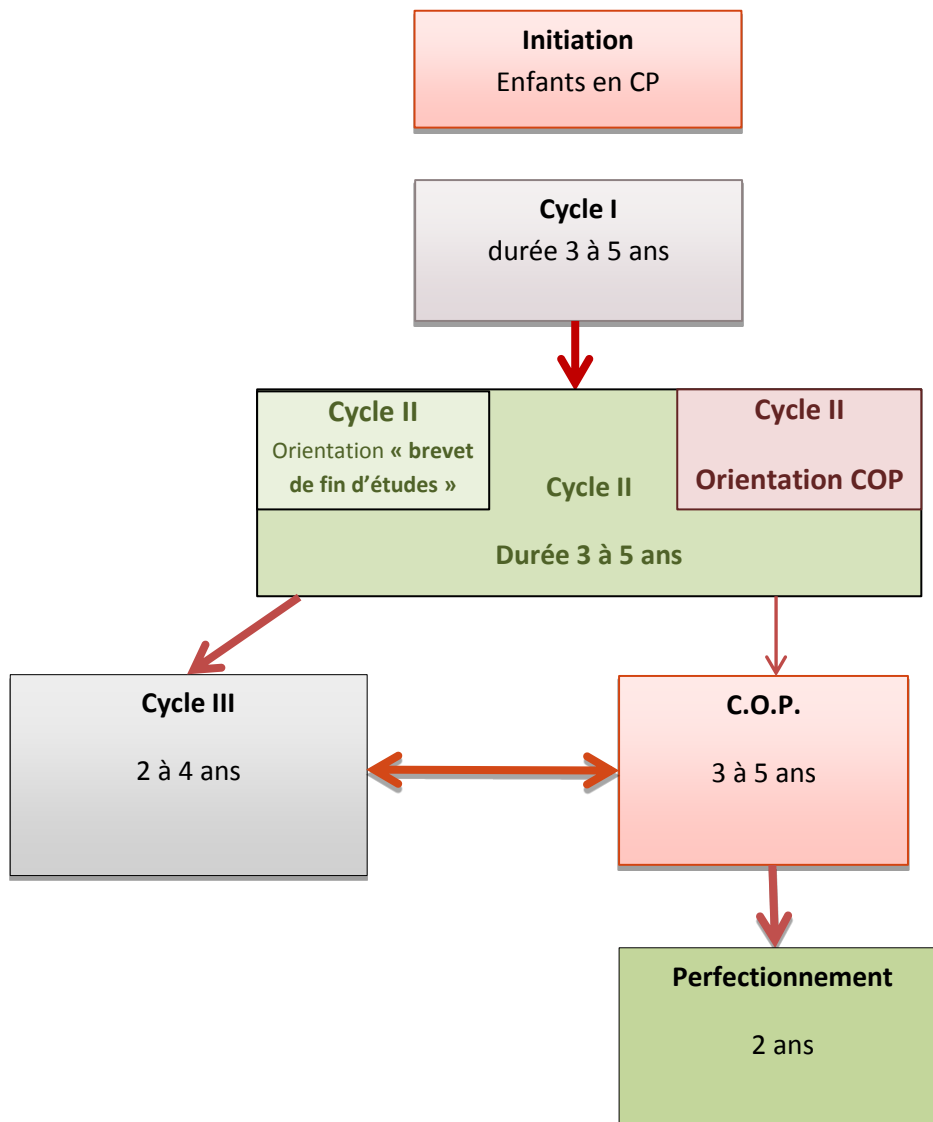 Initiation
Enfants en CP
Cycle I
durée 3 à 5 ans
Cycle II
Orientation « brevet
de fin d'études »
Cycle II
Durée 3 à 5 ans
Cycle II
Orientation COP
Cycle III
2 à 4 ans
C.O.P.
3 à 5 ans
Perfectionnement
2 ans